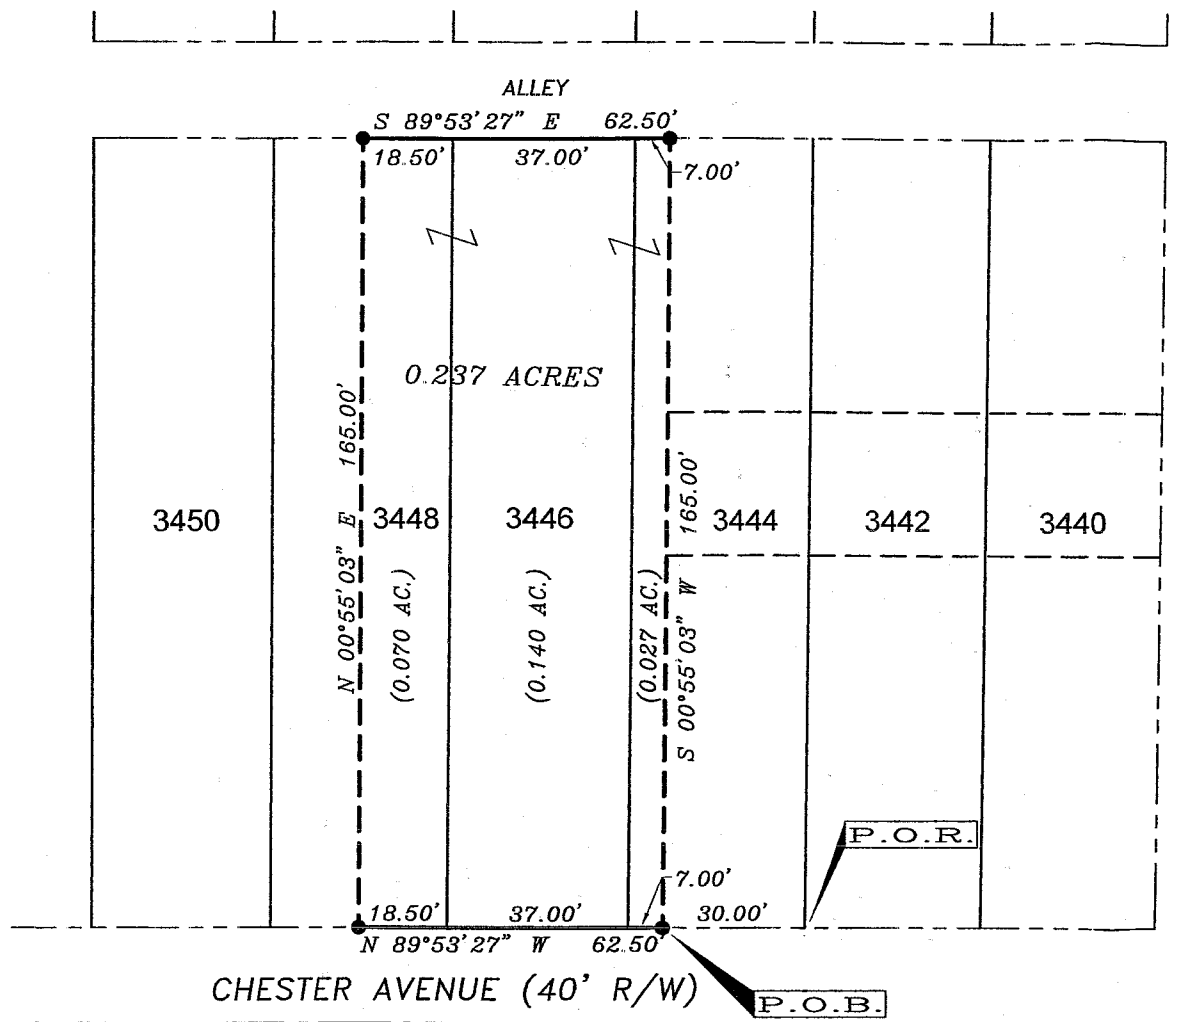 ALLEY
S 89°53'27" E 62.50'
18.50' 37.00' 7.00'
0.237 ACRES
N 00°55'03" E 165.00'
S 00°55'03" W 165.00'
3450 3448 3446 3444 3442 3440
(0.070 AC.) (0.140 AC.) (0.027 AC.)
P.O.R.
7.00'
18.50' 37.00' 30.00'
N 89°53'27" W 62.50'
CHESTER AVENUE (40' R/W)
P.O.B.